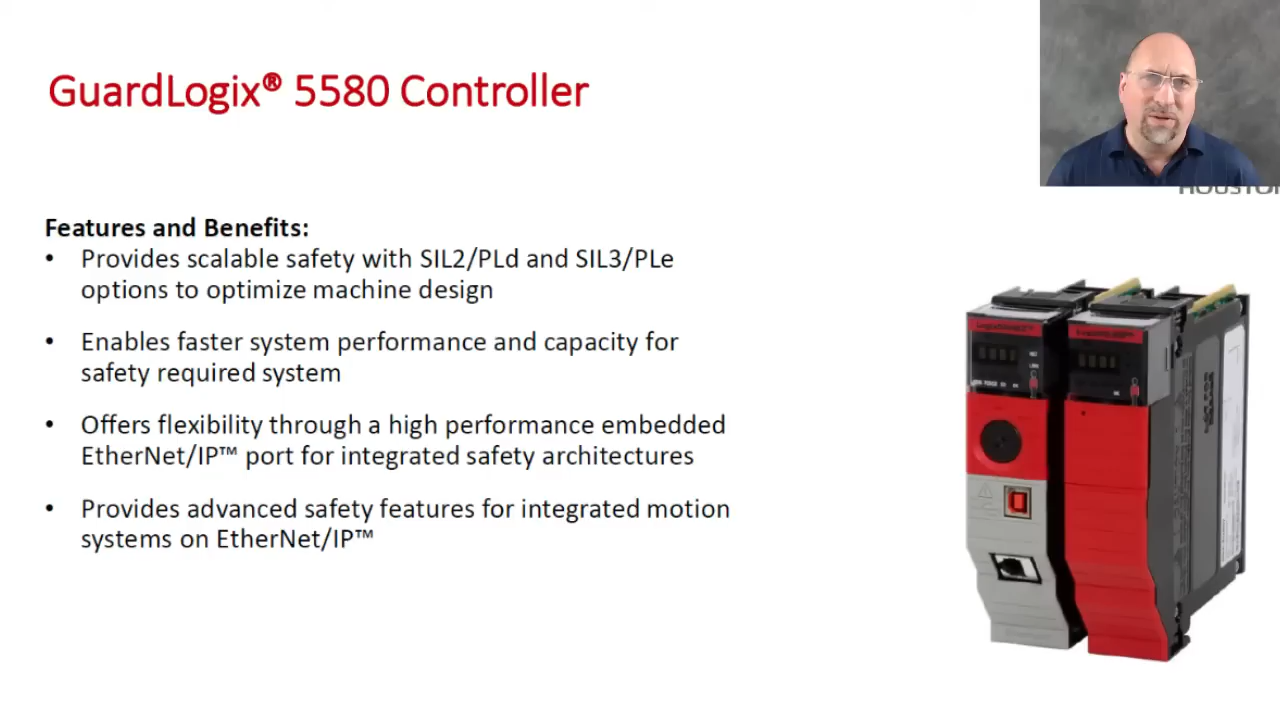 GuardLogix® 5580 Controller
Features and Benefits:
• Provides scalable safety with SIL2/PLd and SIL3/PLe
options to optimize machine design
• Enables faster system performance and capacity for
safety required system
• Offers flexibility through a high performance embedded
EtherNet/IP™ port for integrated safety architectures
• Provides advanced safety features for integrated motion
systems on EtherNet/IP™